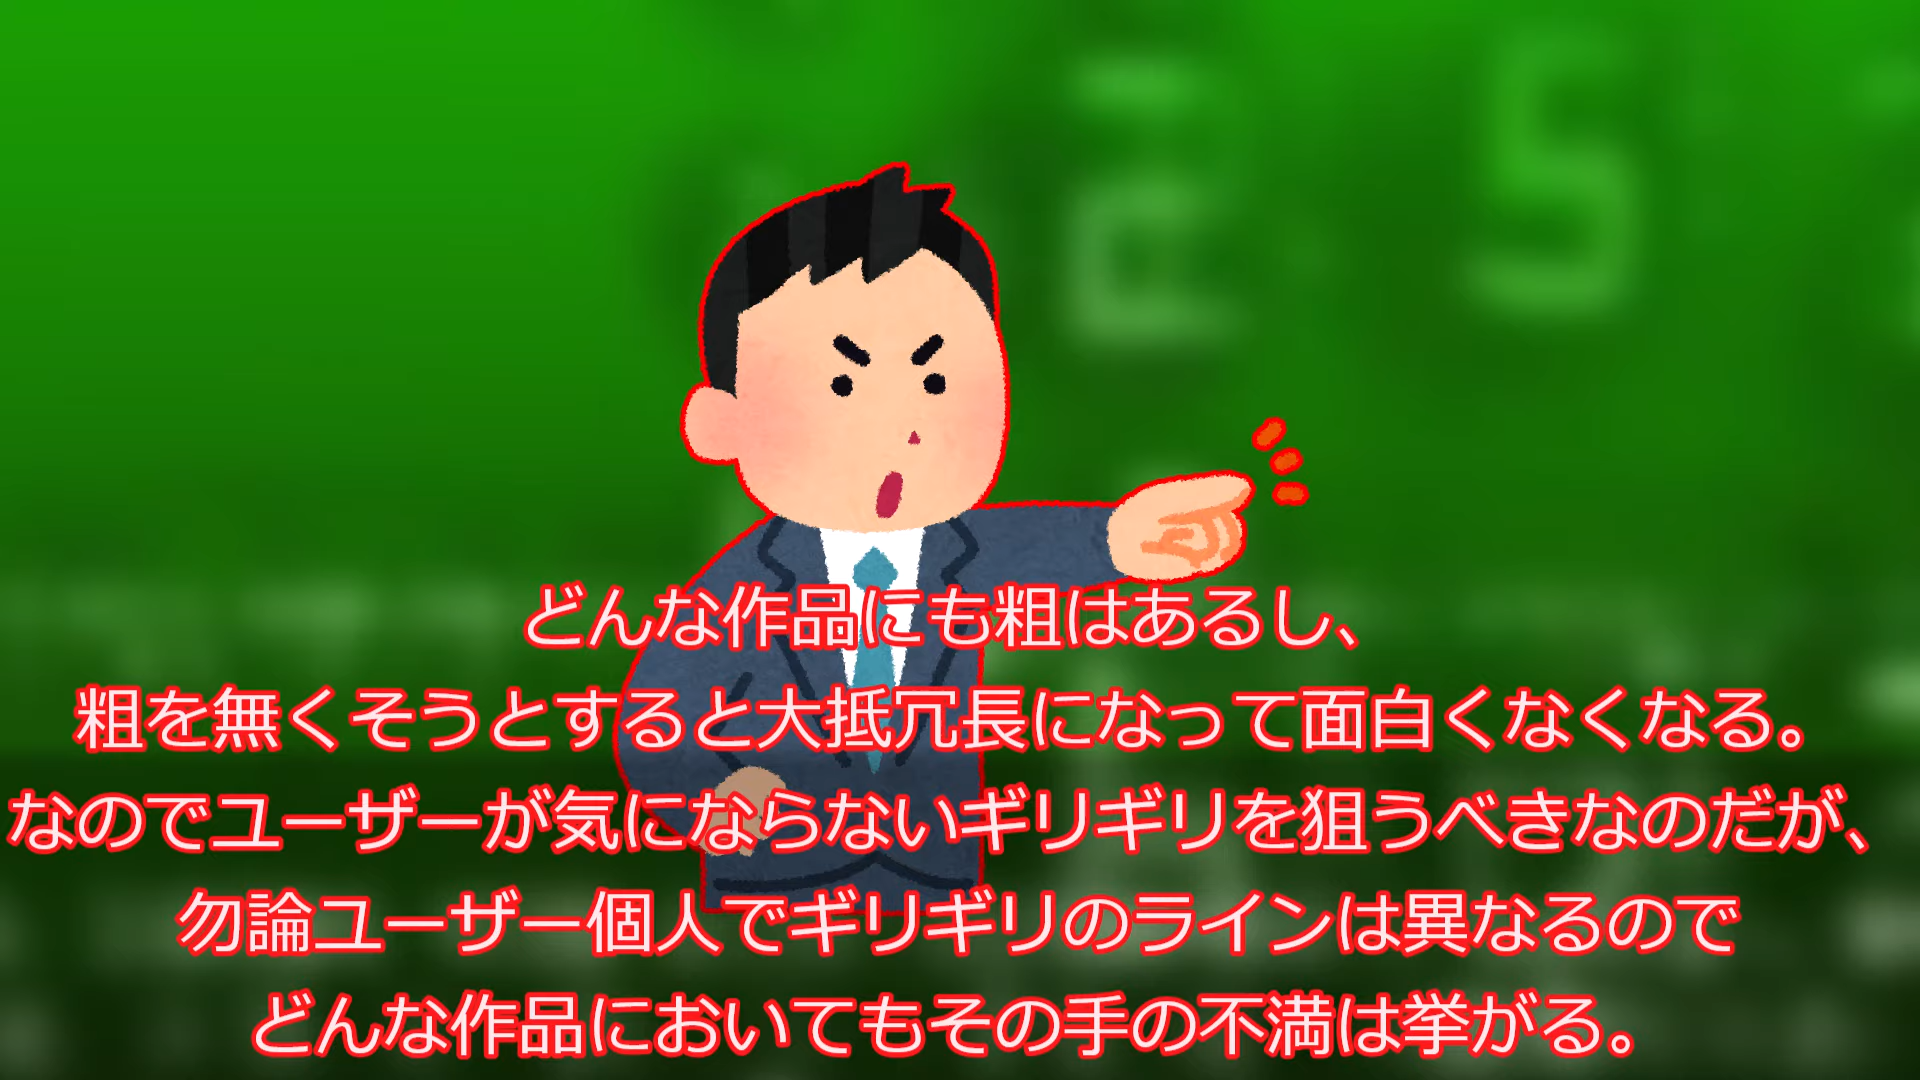 どんな作品にも粗はあるし、
粗を無くそうとすると大抵冗長になって面白くなくなる。
なのでユーザーが気にならないギリギリを狙うべきなのだが、
勿論ユーザー個人でギリギリのラインは異なるので
どんな作品においてもその手の不満は挙がる。
2 5